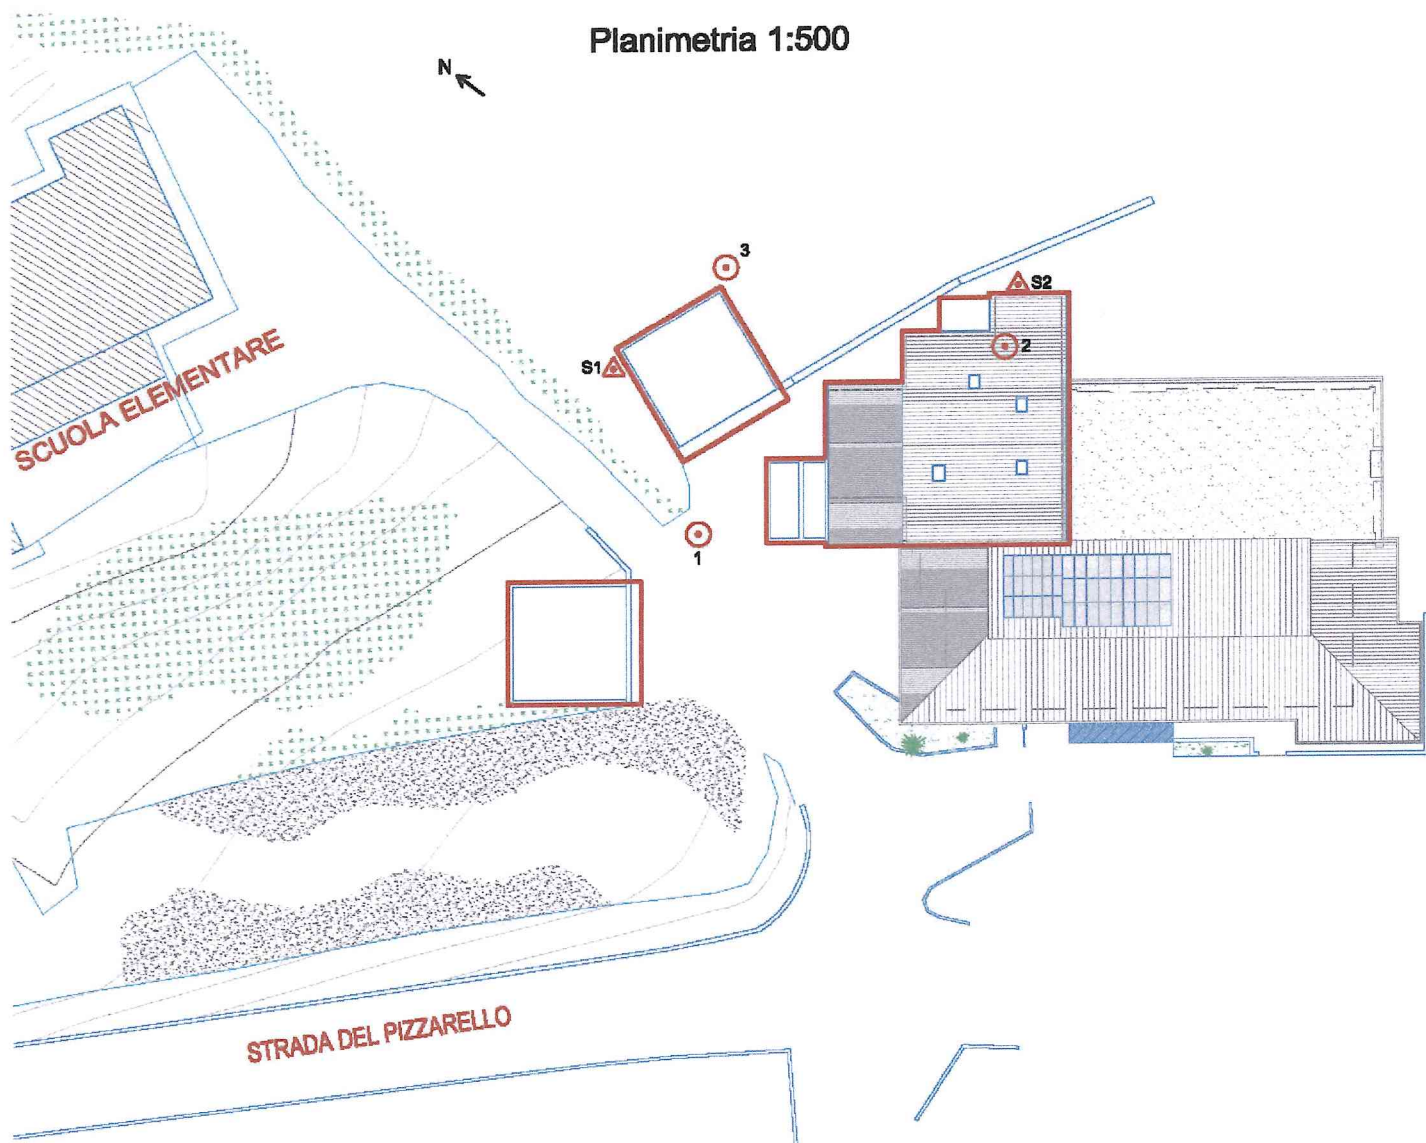 Planimetria 1:500
N
3
S2
S1
2
SCUOLA ELEMENTARE
1
STRADA DEL PIZZARELLO